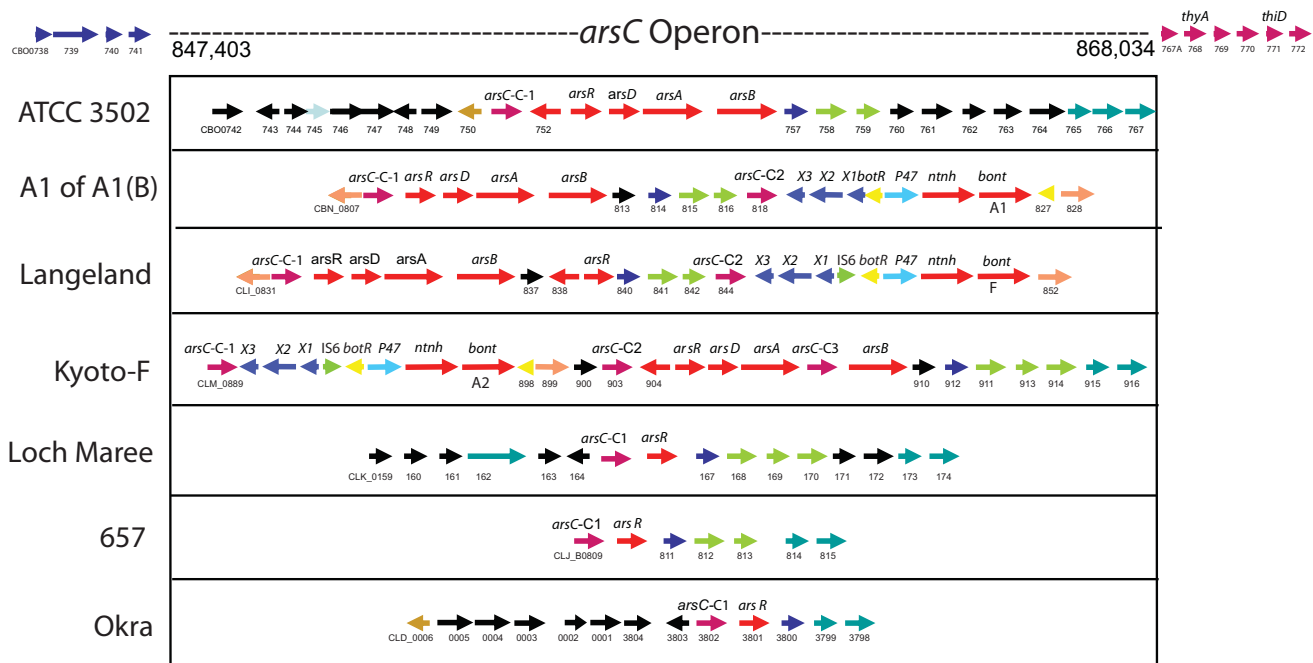 arsC Operon
thyA thiD
CBO0738 739 740 741
847,403 868,034
767A 768 769 770 771 772
ATCC 3502
arsC-C-1 arsR arsD arsA arsB
CBO0742 743 744 745 746 747 748 749 750 752 757 758 759 760 761 762 763 764 765 766 767
A1 of A1(B)
arsC-C-1 ars R ars D arsA arsB arsC-C2 X3 X2 X1 botR P47 ntnh bont
CBN_0807 813 814 815 816 818 A1 827 828
Langeland
arsC-C-1 arsR arsD arsA arsB arsR arsC-C2 X3 X2 X1 IS6 botR P47 ntnh bont
CLI_0831 837 838 840 841 842 844 F 852
Kyoto-F
arsC-C-1 X3 X2 X1 IS6 botR P47 ntnh bont arsC-C2 arsR ars D arsA arsC-C3 arsB
CLM_0889 A2 898 899 900 903 904 910 912 911 913 914 915 916
Loch Maree
arsC-C1 arsR
CLK_0159 160 161 162 163 164 167 168 169 170 171 172 173 174
657
arsC-C1 ars R
CLJ_B0809 811 812 813 814 815
Okra
arsC-C1 ars R
CLD_0006 0005 0004 0003 0002 0001 3804 3803 3802 3801 3800 3799 3798